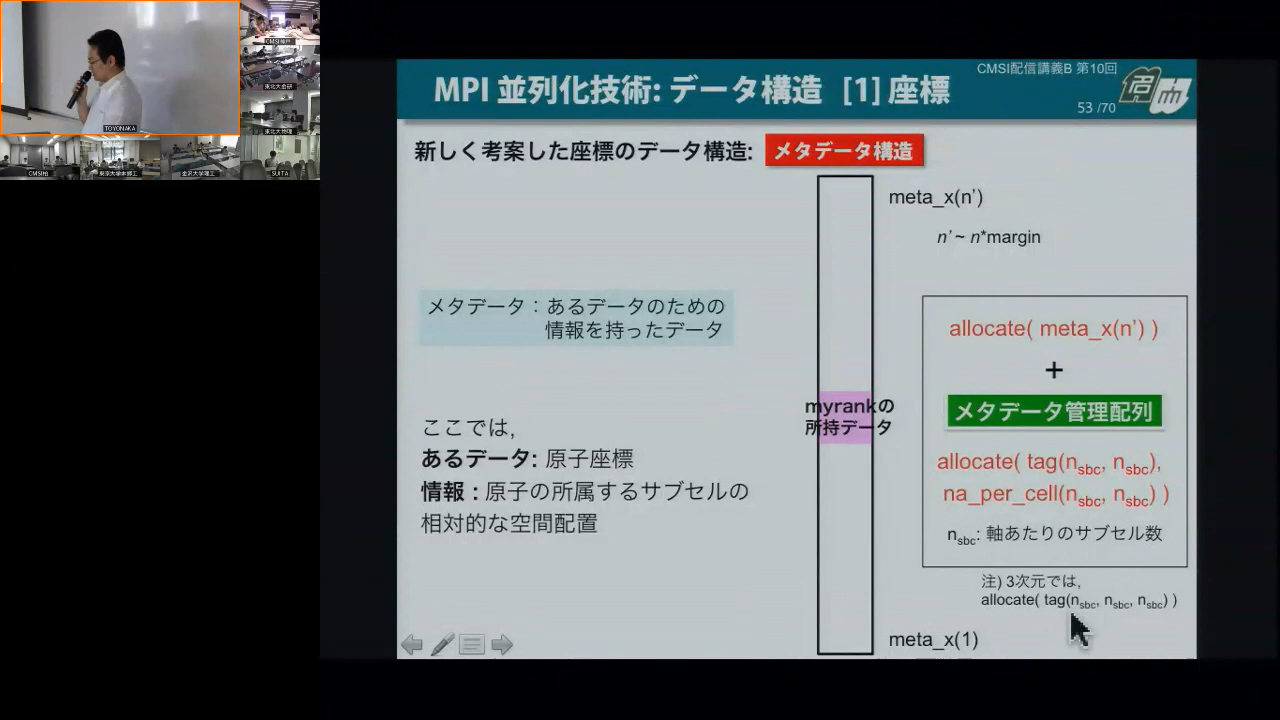 TOYONAKA
CMSI神戸
東北大金研
東北大物理
CMSI柏
東京大学本郷工
金沢大学理工
SUITA
CMSI配信講義B 第10回
MPI 並列化技術: データ構造 [1] 座標
53 /70
新しく考案した座標のデータ構造:
メタデータ構造
meta_x(n’)
n’ ~ n*margin
メタデータ：あるデータのための
情報を持ったデータ
allocate( meta_x(n’) )
+
メタデータ管理配列
myrankの
所持データ
ここでは,
あるデータ: 原子座標
情報 : 原子の所属するサブセルの
相対的な空間配置
allocate( tag(nsbc, nsbc),
na_per_cell(nsbc, nsbc) )
nsbc: 軸あたりのサブセル数
注) 3次元では,
allocate( tag(nsbc, nsbc, nsbc) )
meta_x(1)